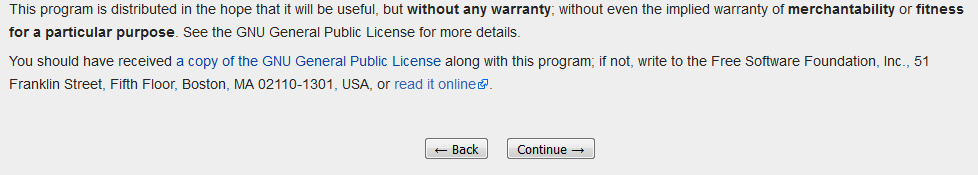 This program is distributed in the hope that it will be useful, but without any warranty; without even the implied warranty of merchantability or fitness
for a particular purpose. See the GNU General Public License for more details.
You should have received a copy of the GNU General Public License along with this program; if not, write to the Free Software Foundation, Inc., 51
Franklin Street, Fifth Floor, Boston, MA 02110-1301, USA, or read it online.
← Back Continue →